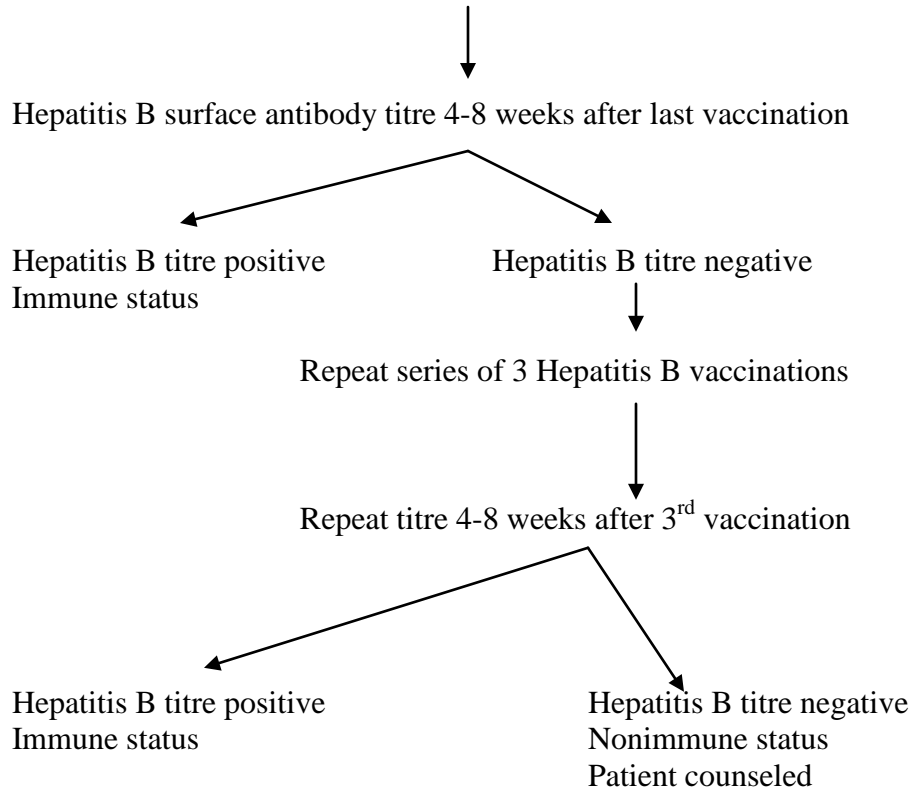 Hepatitis B surface antibody titre 4-8 weeks after last vaccination
Hepatitis B titre positive
Immune status
Hepatitis B titre negative
Repeat series of 3 Hepatitis B vaccinations
Repeat titre 4-8 weeks after 3rd vaccination
Hepatitis B titre positive
Immune status
Hepatitis B titre negative
Nonimmune status
Patient counseled